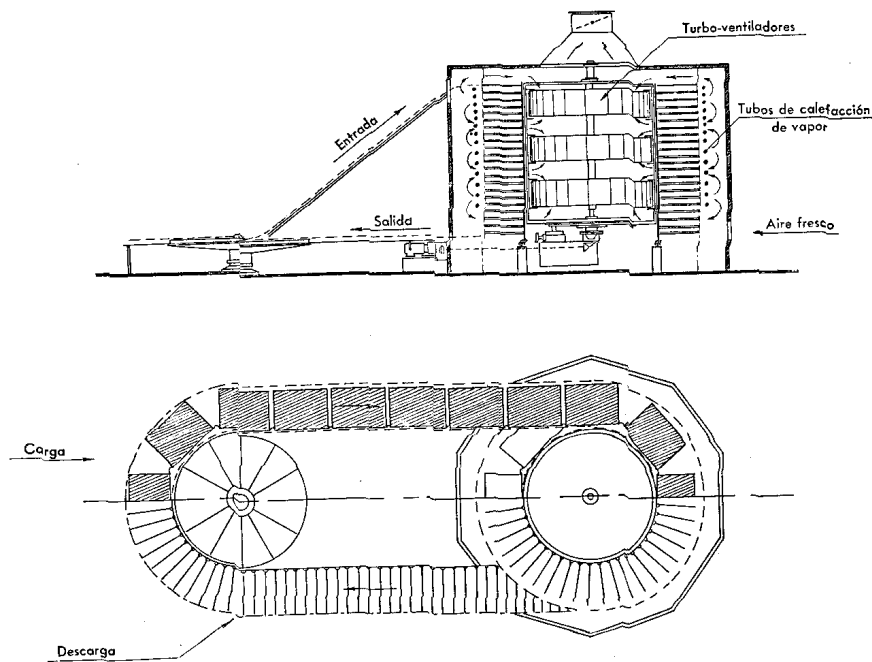 Turbo-ventiladores
Tubos de calefacción
de vapor
Entrada
Salida
Aire fresco
Carga
Descarga